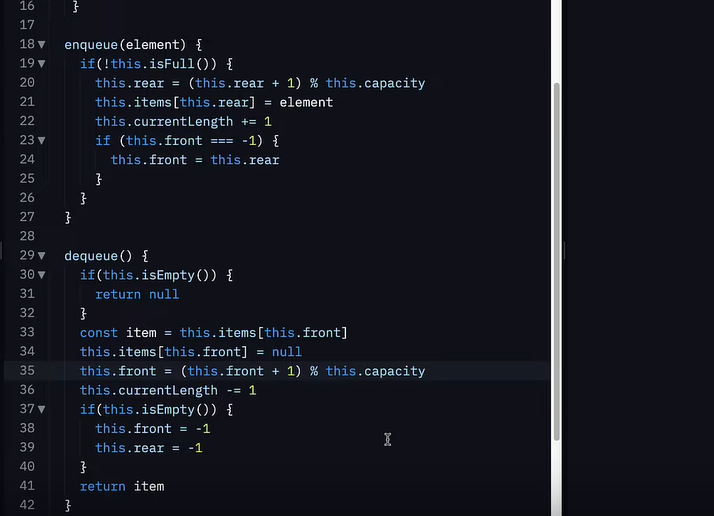 16 }
17
18 enqueue(element) {
19 if(!this.isFull()) {
20 this.rear = (this.rear + 1) % this.capacity
21 this.items[this.rear] = element
22 this.currentLength += 1
23 if (this.front === -1) {
24 this.front = this.rear
25 }
26 }
27 }
28
29 dequeue() {
30 if(this.isEmpty()) {
31 return null
32 }
33 const item = this.items[this.front]
34 this.items[this.front] = null
35 this.front = (this.front + 1) % this.capacity
36 this.currentLength -= 1
37 if(this.isEmpty()) {
38 this.front = -1
39 this.rear = -1
40 }
41 return item
42 }